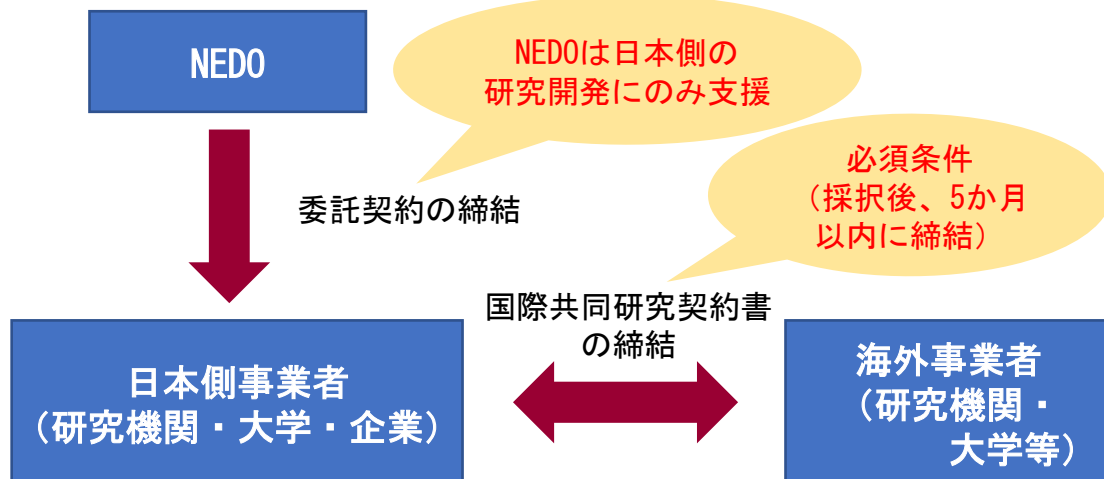 NEDO
NEDOは日本側の
研究開発にのみ支援
委託契約の締結
必須条件
(採択後、5か月
以内に締結)
国際共同研究契約書
の締結
日本側事業者
(研究機関・大学・企業)
海外事業者
(研究機関・
大学等)